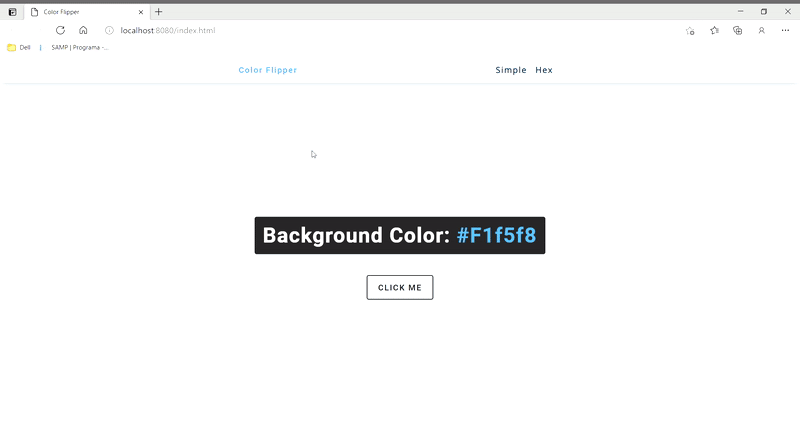 Color Flipper
localhost:8080/index.html
Dell
SAMP | Programa -...
Color Flipper
Simple Hex
Background Color: #F1f5f8
CLICK ME